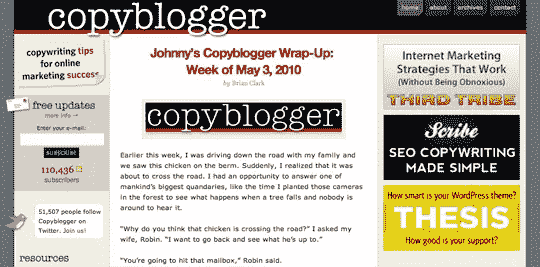 copyblogger
home about archives contact
copywriting tips
for online
marketing success
free updates
more info →
Enter your e-mail:
subscribe
110,436
subscribers
51,507 people follow
Copyblogger on
Twitter. Join us!
resources
Johnny's Copyblogger Wrap-Up:
Week of May 3, 2010
by Brian Clark
copyblogger
Earlier this week, I was driving down the road with my family and
we saw this chicken on the berm. Suddenly, I realized that it was
about to cross the road. I had an opportunity to answer one of
mankind's biggest quandaries, like the time I planted those cameras
in the forest to see what happens when a tree falls and nobody is
around to hear it.
"Why do you think that chicken is crossing the road?" I asked my
wife, Robin. "I want to go back and see what he's up to."
"You're going to hit that mailbox," Robin said.
Internet Marketing
Strategies That Work
(Without Being Obnoxious)
THIRD TRIBE
Scribe
SEO COPYWRITING
MADE SIMPLE
How smart is your WordPress theme?
THESIS
How good is your support?